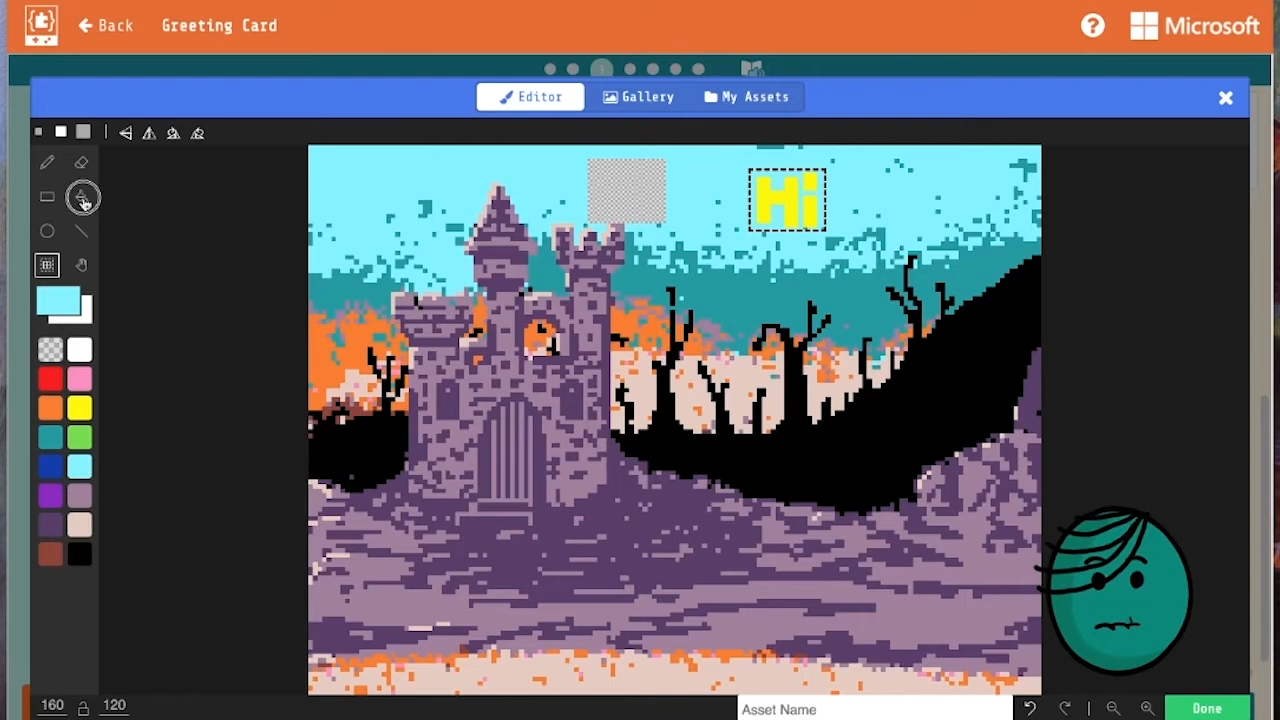 Back
Greeting Card
Microsoft
Editor
Gallery
My Assets
Hi
160
120
Asset Name
Done